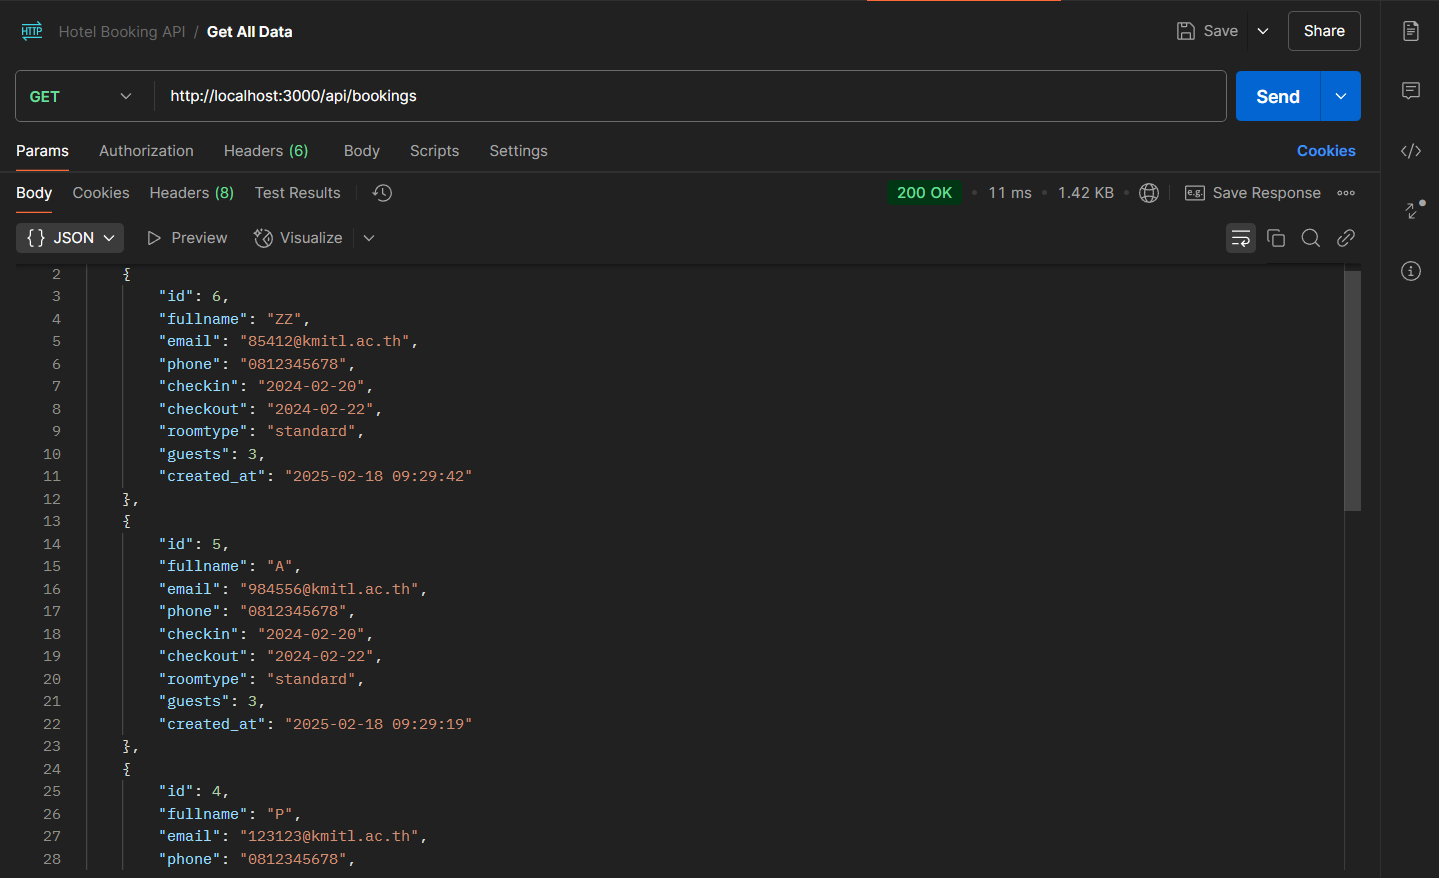 HTTP Hotel Booking API / Get All Data Save Share
GET http://localhost:3000/api/bookings Send
Params Authorization Headers (6) Body Scripts Settings Cookies
Body Cookies Headers (8) Test Results 200 OK • 11 ms • 1.42 KB • e.g. Save Response
{} JSON Preview Visualize
2 {
3 "id": 6,
4 "fullname": "ZZ",
5 "email": "85412@kmitl.ac.th",
6 "phone": "0812345678",
7 "checkin": "2024-02-20",
8 "checkout": "2024-02-22",
9 "roomtype": "standard",
10 "guests": 3,
11 "created_at": "2025-02-18 09:29:42"
12 },
13 {
14 "id": 5,
15 "fullname": "A",
16 "email": "984556@kmitl.ac.th",
17 "phone": "0812345678",
18 "checkin": "2024-02-20",
19 "checkout": "2024-02-22",
20 "roomtype": "standard",
21 "guests": 3,
22 "created_at": "2025-02-18 09:29:19"
23 },
24 {
25 "id": 4,
26 "fullname": "P",
27 "email": "123123@kmitl.ac.th",
28 "phone": "0812345678",